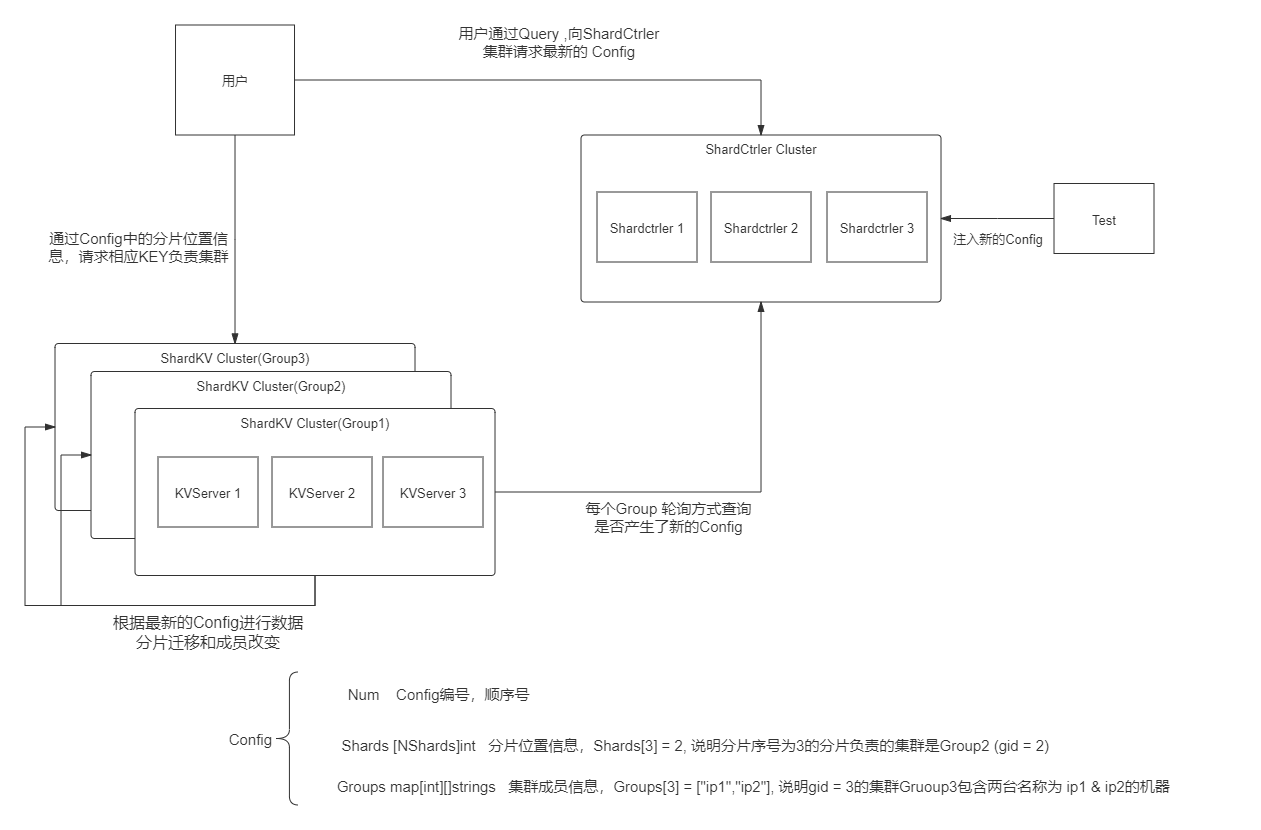 用户通过Query ,向ShardCtrler
集群请求最新的 Config
用户
ShardCtrler Cluster
Shardctrler 1
Shardctrler 2
Shardctrler 3
Test
注入新的Config
通过Config中的分片位置信
息，请求相应KEY负责集群
ShardKV Cluster(Group3)
ShardKV Cluster(Group2)
ShardKV Cluster(Group1)
KVServer 1
KVServer 2
KVServer 3
每个Group 轮询方式查询
是否产生了新的Config
根据最新的Config进行数据
分片迁移和成员改变
Config
Num Config编号，顺序号
Shards [NShards]int 分片位置信息，Shards[3] = 2, 说明分片序号为3的分片负责的集群是Group2 (gid = 2)
Groups map[int][]strings 集群成员信息，Groups[3] = ["ip1","ip2"], 说明gid = 3的集群Gruoup3包含两台名称为 ip1 & ip2的机器